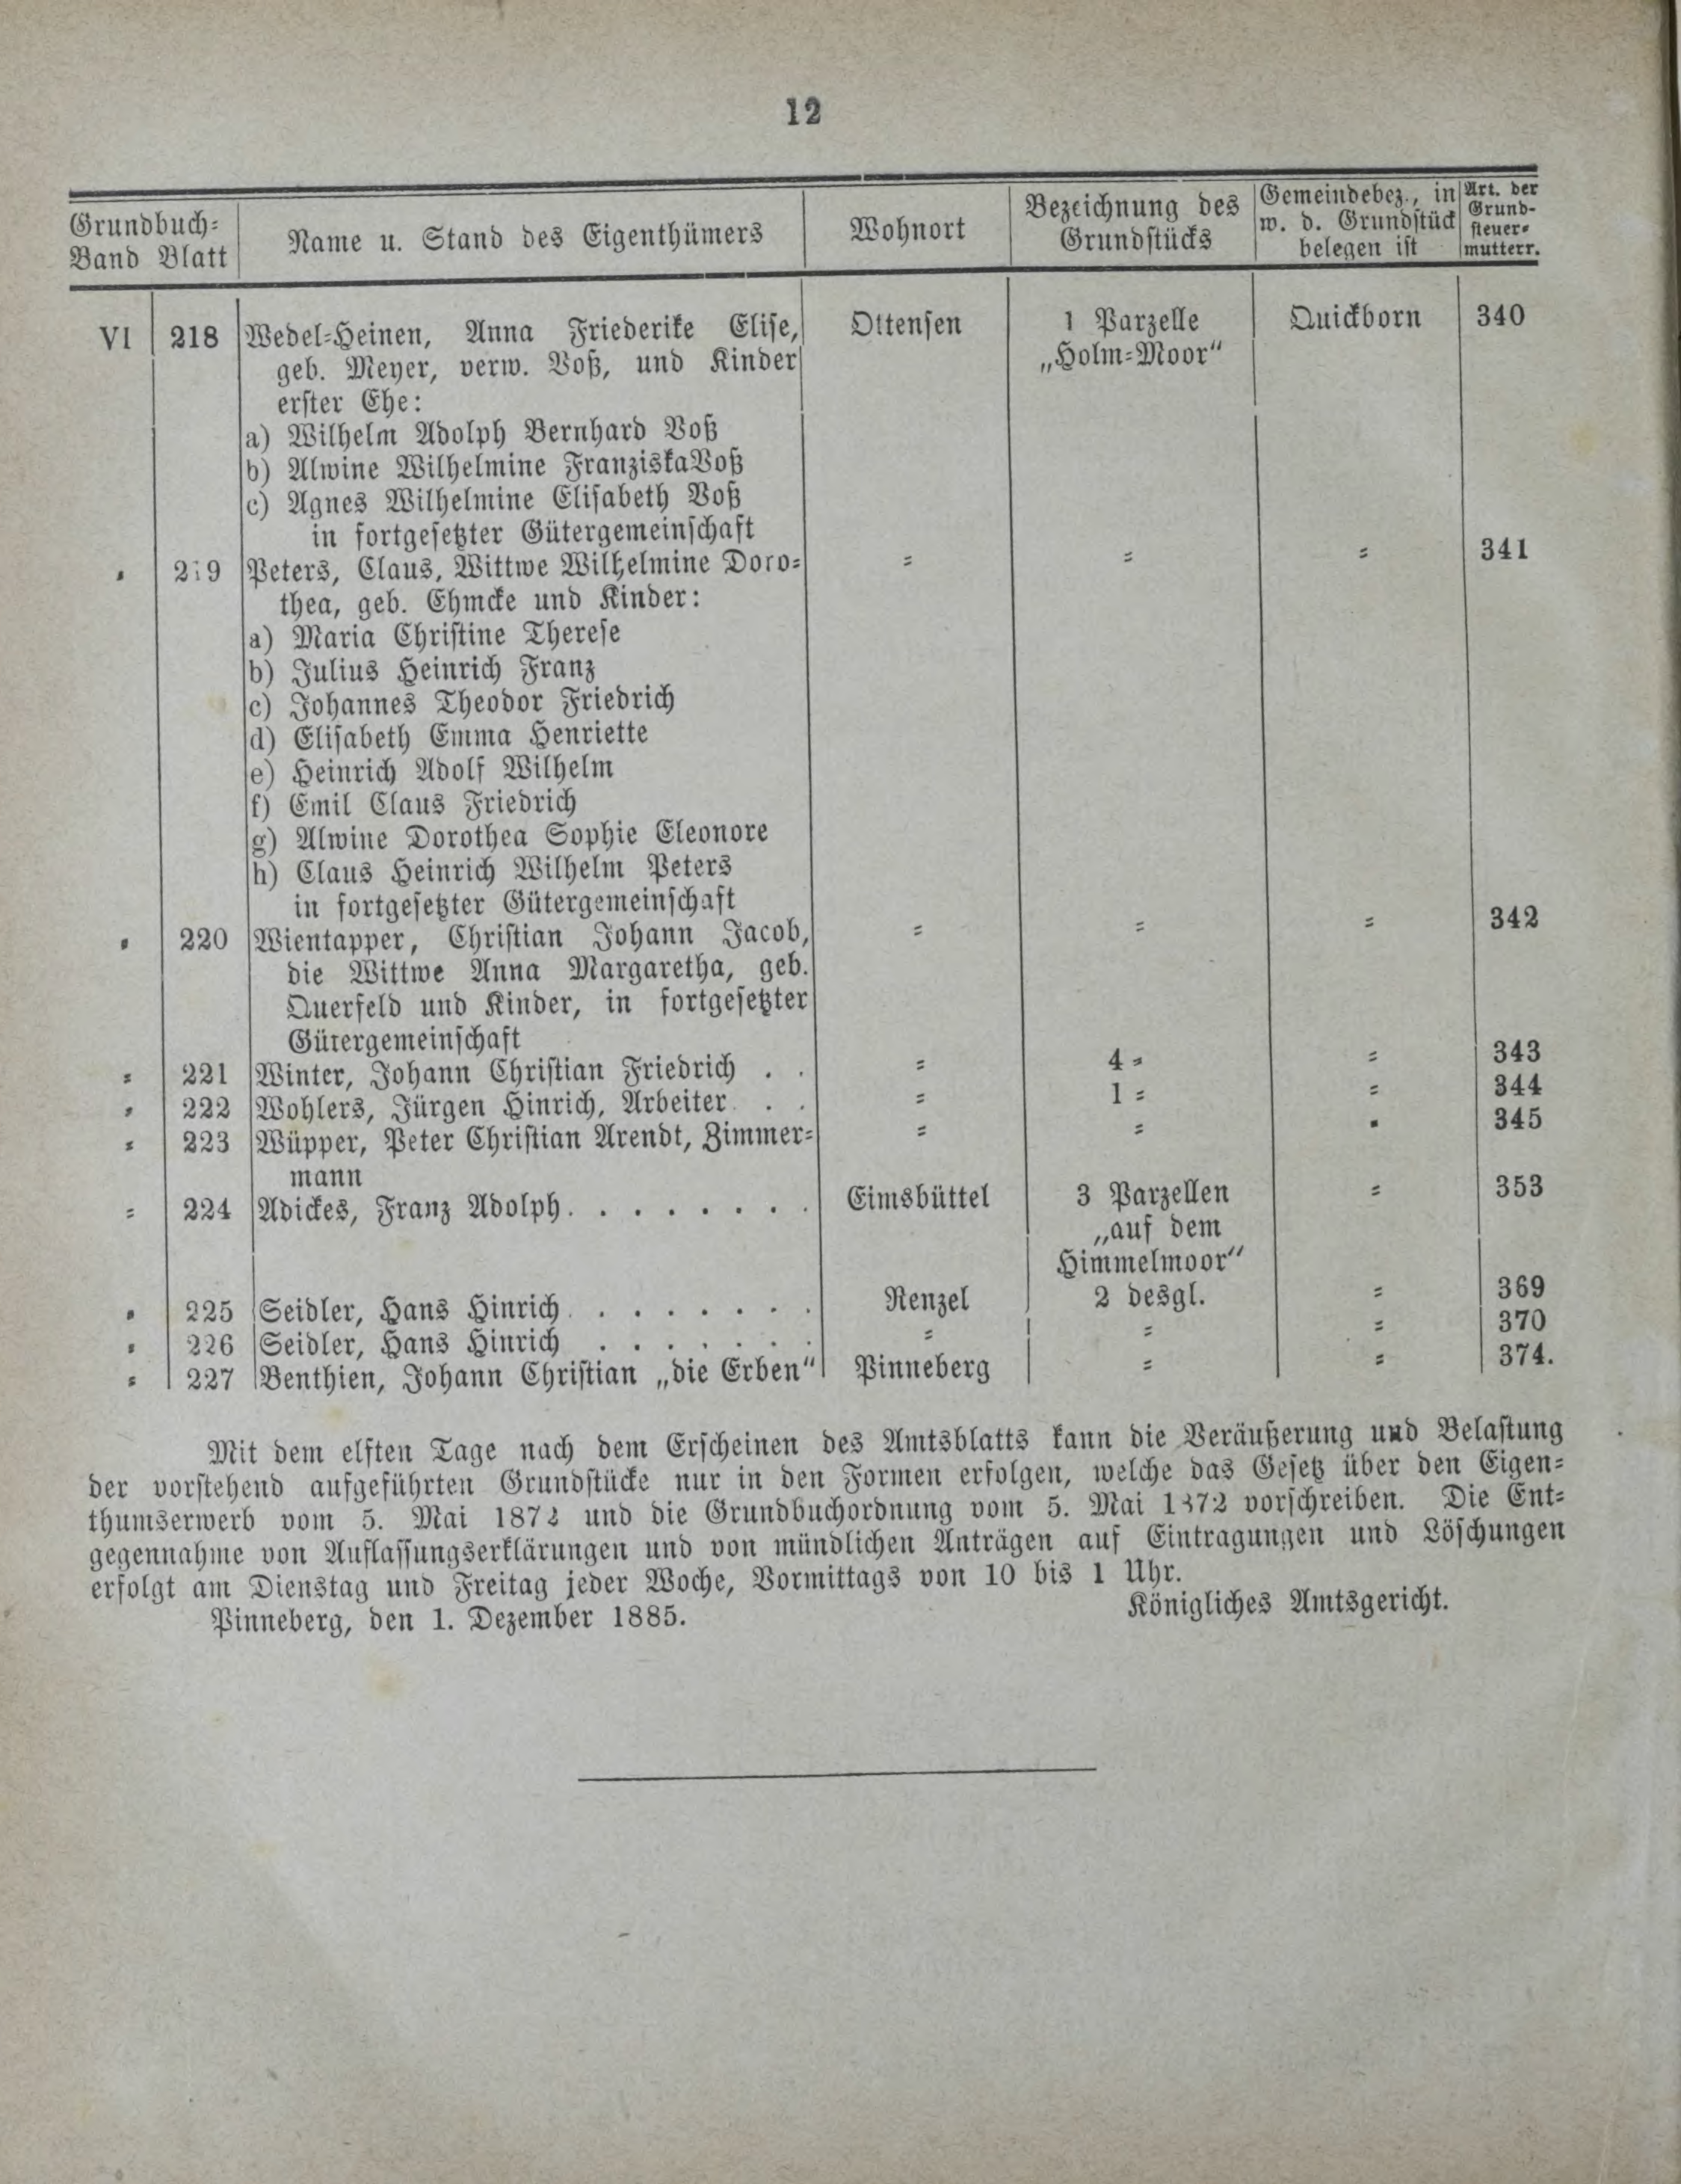 12
Grundbuch= Band Blatt | Name u. Stand des Eigenthümers | Wohnort | Bezeichnung des Grundstücks | Gemeindebez., in w. d. Grundstück belegen ist | Art. der Grund- steuer- mutterr.
VI 218 Wedel=Heinen, Anna Friederike Elise, Ottensen 1 Parzelle Quickborn 340
geb. Meyer, verw. Voß, und Kinder „Holm=Moor“
erster Ehe:
a) Wilhelm Adolph Bernhard Voß
b) Alwine Wilhelmine Franziska Voß
c) Agnes Wilhelmine Elisabeth Voß
in fortgesetzter Gütergemeinschaft
= 219 Peters, Claus, Wittwe Wilhelmine Doro= = = = 341
thea, geb. Ehmcke und Kinder:
a) Maria Christine Therese
b) Julius Heinrich Franz
c) Johannes Theodor Friedrich
d) Elisabeth Emma Henriette
e) Heinrich Adolf Wilhelm
f) Emil Claus Friedrich
g) Alwine Dorothea Sophie Eleonore
h) Claus Heinrich Wilhelm Peters
in fortgesetzter Gütergemeinschaft
= 220 Wientapper, Christian Johann Jacob, = = = 342
die Wittwe Anna Margaretha, geb.
Querfeld und Kinder, in fortgesetzter
Gütergemeinschaft
= 221 Winter, Johann Christian Friedrich . . = 4 = = 343
= 222 Wohlers, Jürgen Hinrich, Arbeiter . . = 1 = = 344
= 223 Wüpper, Peter Christian Arendt, Zimmer= = = = 345
mann
= 224 Adickes, Franz Adolph. . . . . . . . Eimsbüttel 3 Parzellen = 353
„auf dem
Himmelmoor“
= 225 Seidler, Hans Hinrich. . . . . . . . Renzel 2 desgl. = 369
= 226 Seidler, Hans Hinrich . . . . . . . = = = 370
= 227 Benthien, Johann Christian „die Erben“ Pinneberg = = 374.
Mit dem elften Tage nach dem Erscheinen des Amtsblatts kann die Veräußerung und Belastung
der vorstehend aufgeführten Grundstücke nur in den Formen erfolgen, welche das Gesetz über den Eigen=
thumserwerb vom 5. Mai 1872 und die Grundbuchordnung vom 5. Mai 1872 vorschreiben. Die Ent=
gegennahme von Auflassungserklärungen und von mündlichen Anträgen auf Eintragungen und Löschungen
erfolgt am Dienstag und Freitag jeder Woche, Vormittags von 10 bis 1 Uhr.
Pinneberg, den 1. Dezember 1885. Königliches Amtsgericht.